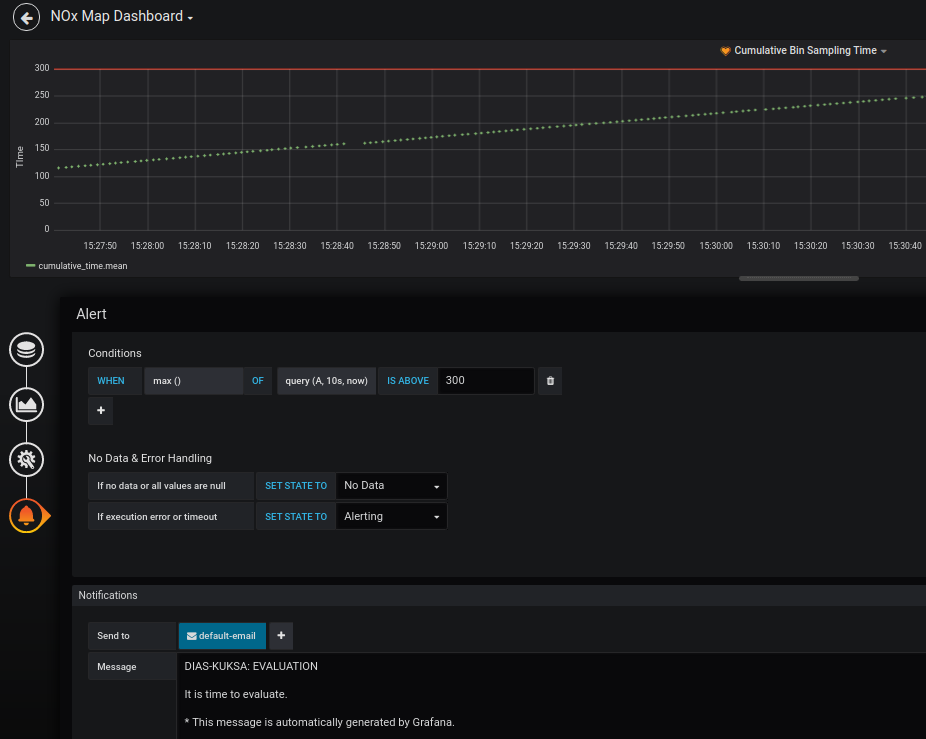 NOx Map Dashboard
Cumulative Bin Sampling Time
300
250
200
150
100
50
0
Time
15:27:50 15:28:00 15:28:10 15:28:20 15:28:30 15:28:40 15:28:50 15:29:00 15:29:10 15:29:20 15:29:30 15:29:40 15:29:50 15:30:00 15:30:10 15:30:20 15:30:30 15:30:40
cumulative_time.mean
Alert
Conditions
WHEN max () OF query (A, 10s, now) IS ABOVE 300
+
No Data & Error Handling
If no data or all values are null SET STATE TO No Data
If execution error or timeout SET STATE TO Alerting
Notifications
Send to default-email +
Message DIAS-KUKSA: EVALUATION
It is time to evaluate.
* This message is automatically generated by Grafana.